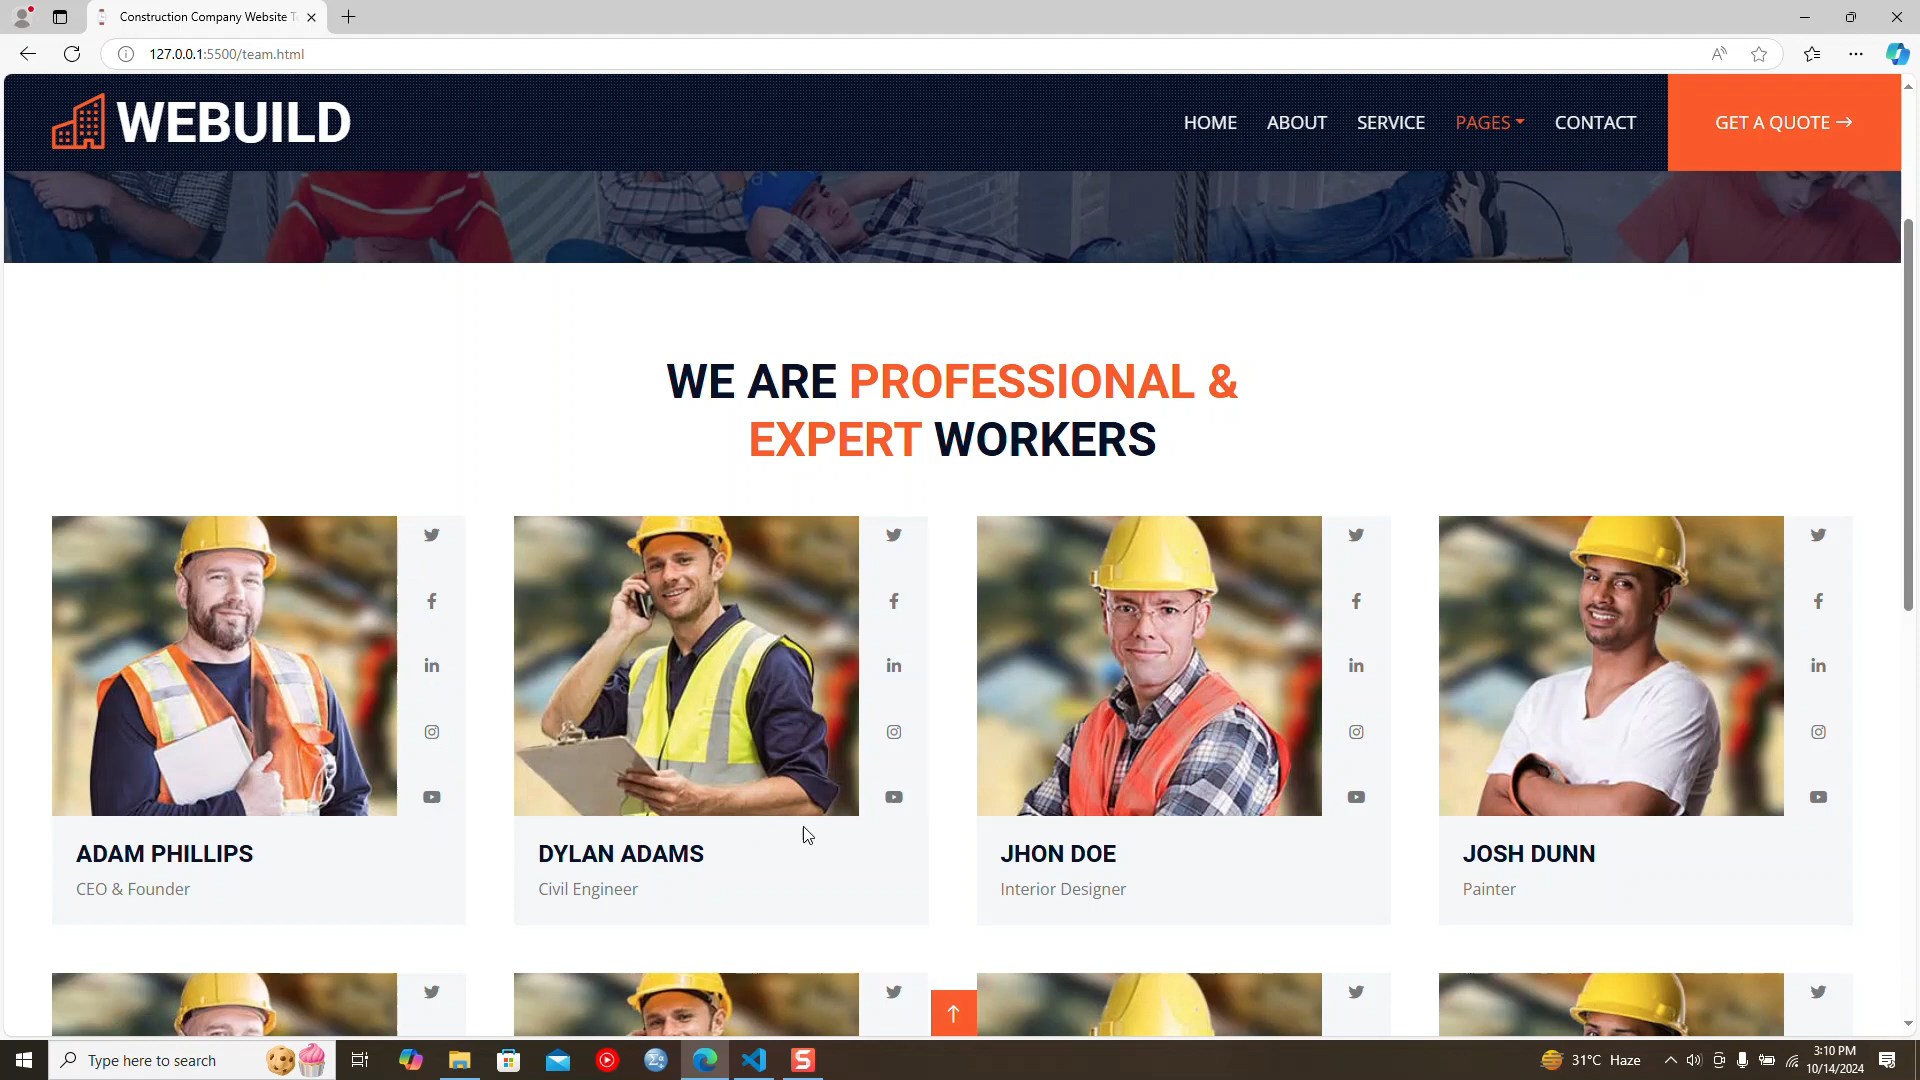 Construction Company Website T
127.0.0.1:5500/team.html
WEBUILD
HOME
ABOUT
SERVICE
PAGES
CONTACT
GET A QUOTE →
WE ARE PROFESSIONAL &
EXPERT WORKERS
ADAM PHILLIPS
CEO & Founder
DYLAN ADAMS
Civil Engineer
JHON DOE
Interior Designer
JOSH DUNN
Painter
Type here to search
31°C Haze
3:10 PM
10/14/2024